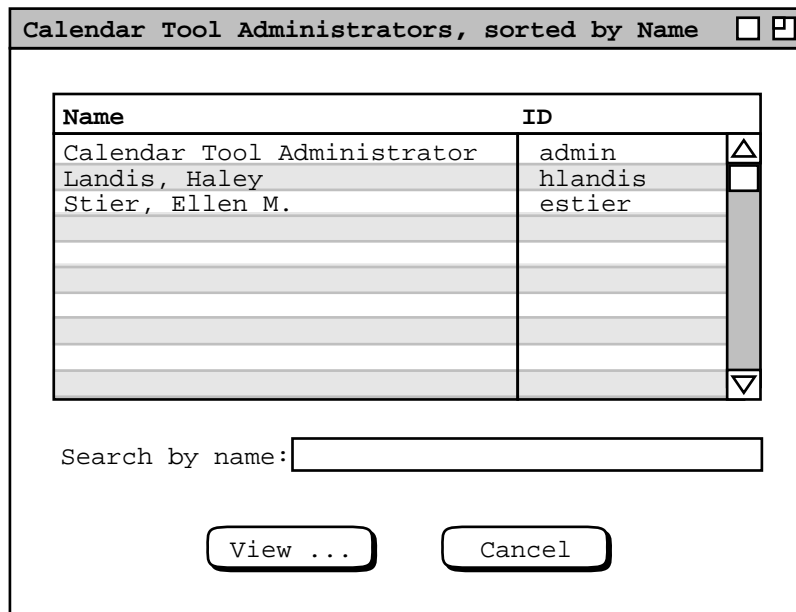 Calendar Tool Administrators, sorted by Name
Name ID
Calendar Tool Administrator admin
Landis, Haley hlandis
Stier, Ellen M. estier
Search by name:
View ... Cancel